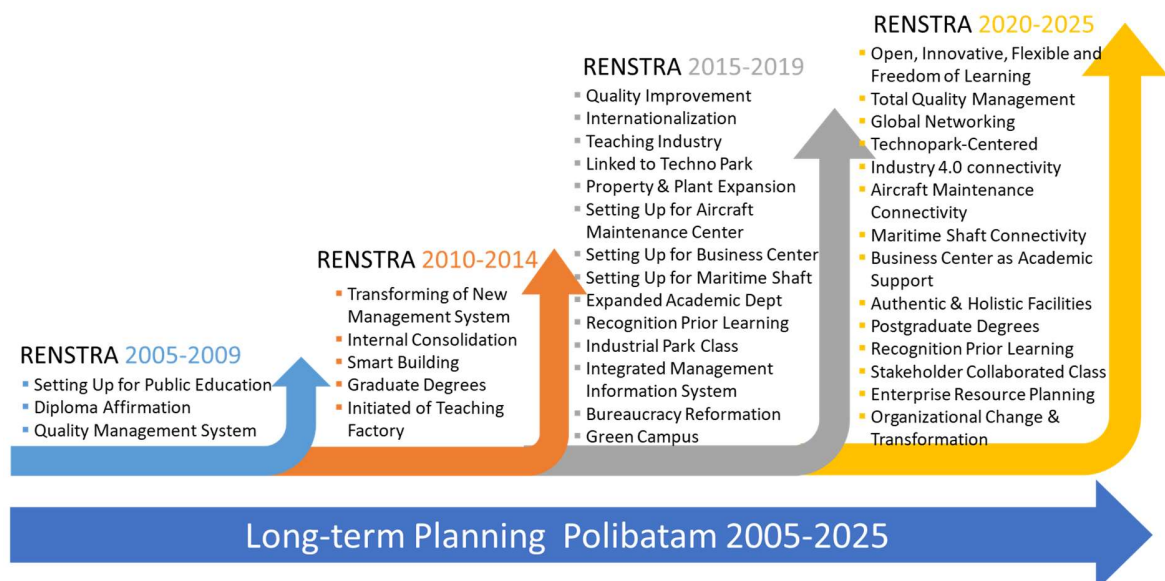 RENSTRA 2005-2009
Setting Up for Public Education
Diploma Affirmation
Quality Management System
RENSTRA 2010-2014
Transforming of New
Management System
Internal Consolidation
Smart Building
Graduate Degrees
Initiated of Teaching
Factory
RENSTRA 2015-2019
Quality Improvement
Internationalization
Teaching Industry
Linked to Techno Park
Property & Plant Expansion
Setting Up for Aircraft
Maintenance Center
Setting Up for Business Center
Setting Up for Maritime Shaft
Expanded Academic Dept
Recognition Prior Learning
Industrial Park Class
Integrated Management
Information System
Bureaucracy Reformation
Green Campus
RENSTRA 2020-2025
Open, Innovative, Flexible and
Freedom of Learning
Total Quality Management
Global Networking
Technopark-Centered
Industry 4.0 connectivity
Aircraft Maintenance
Connectivity
Maritime Shaft Connectivity
Business Center as Academic
Support
Authentic & Holistic Facilities
Postgraduate Degrees
Recognition Prior Learning
Stakeholder Collaborated Class
Enterprise Resource Planning
Organizational Change &
Transformation
Long-term Planning Polibatam 2005-2025